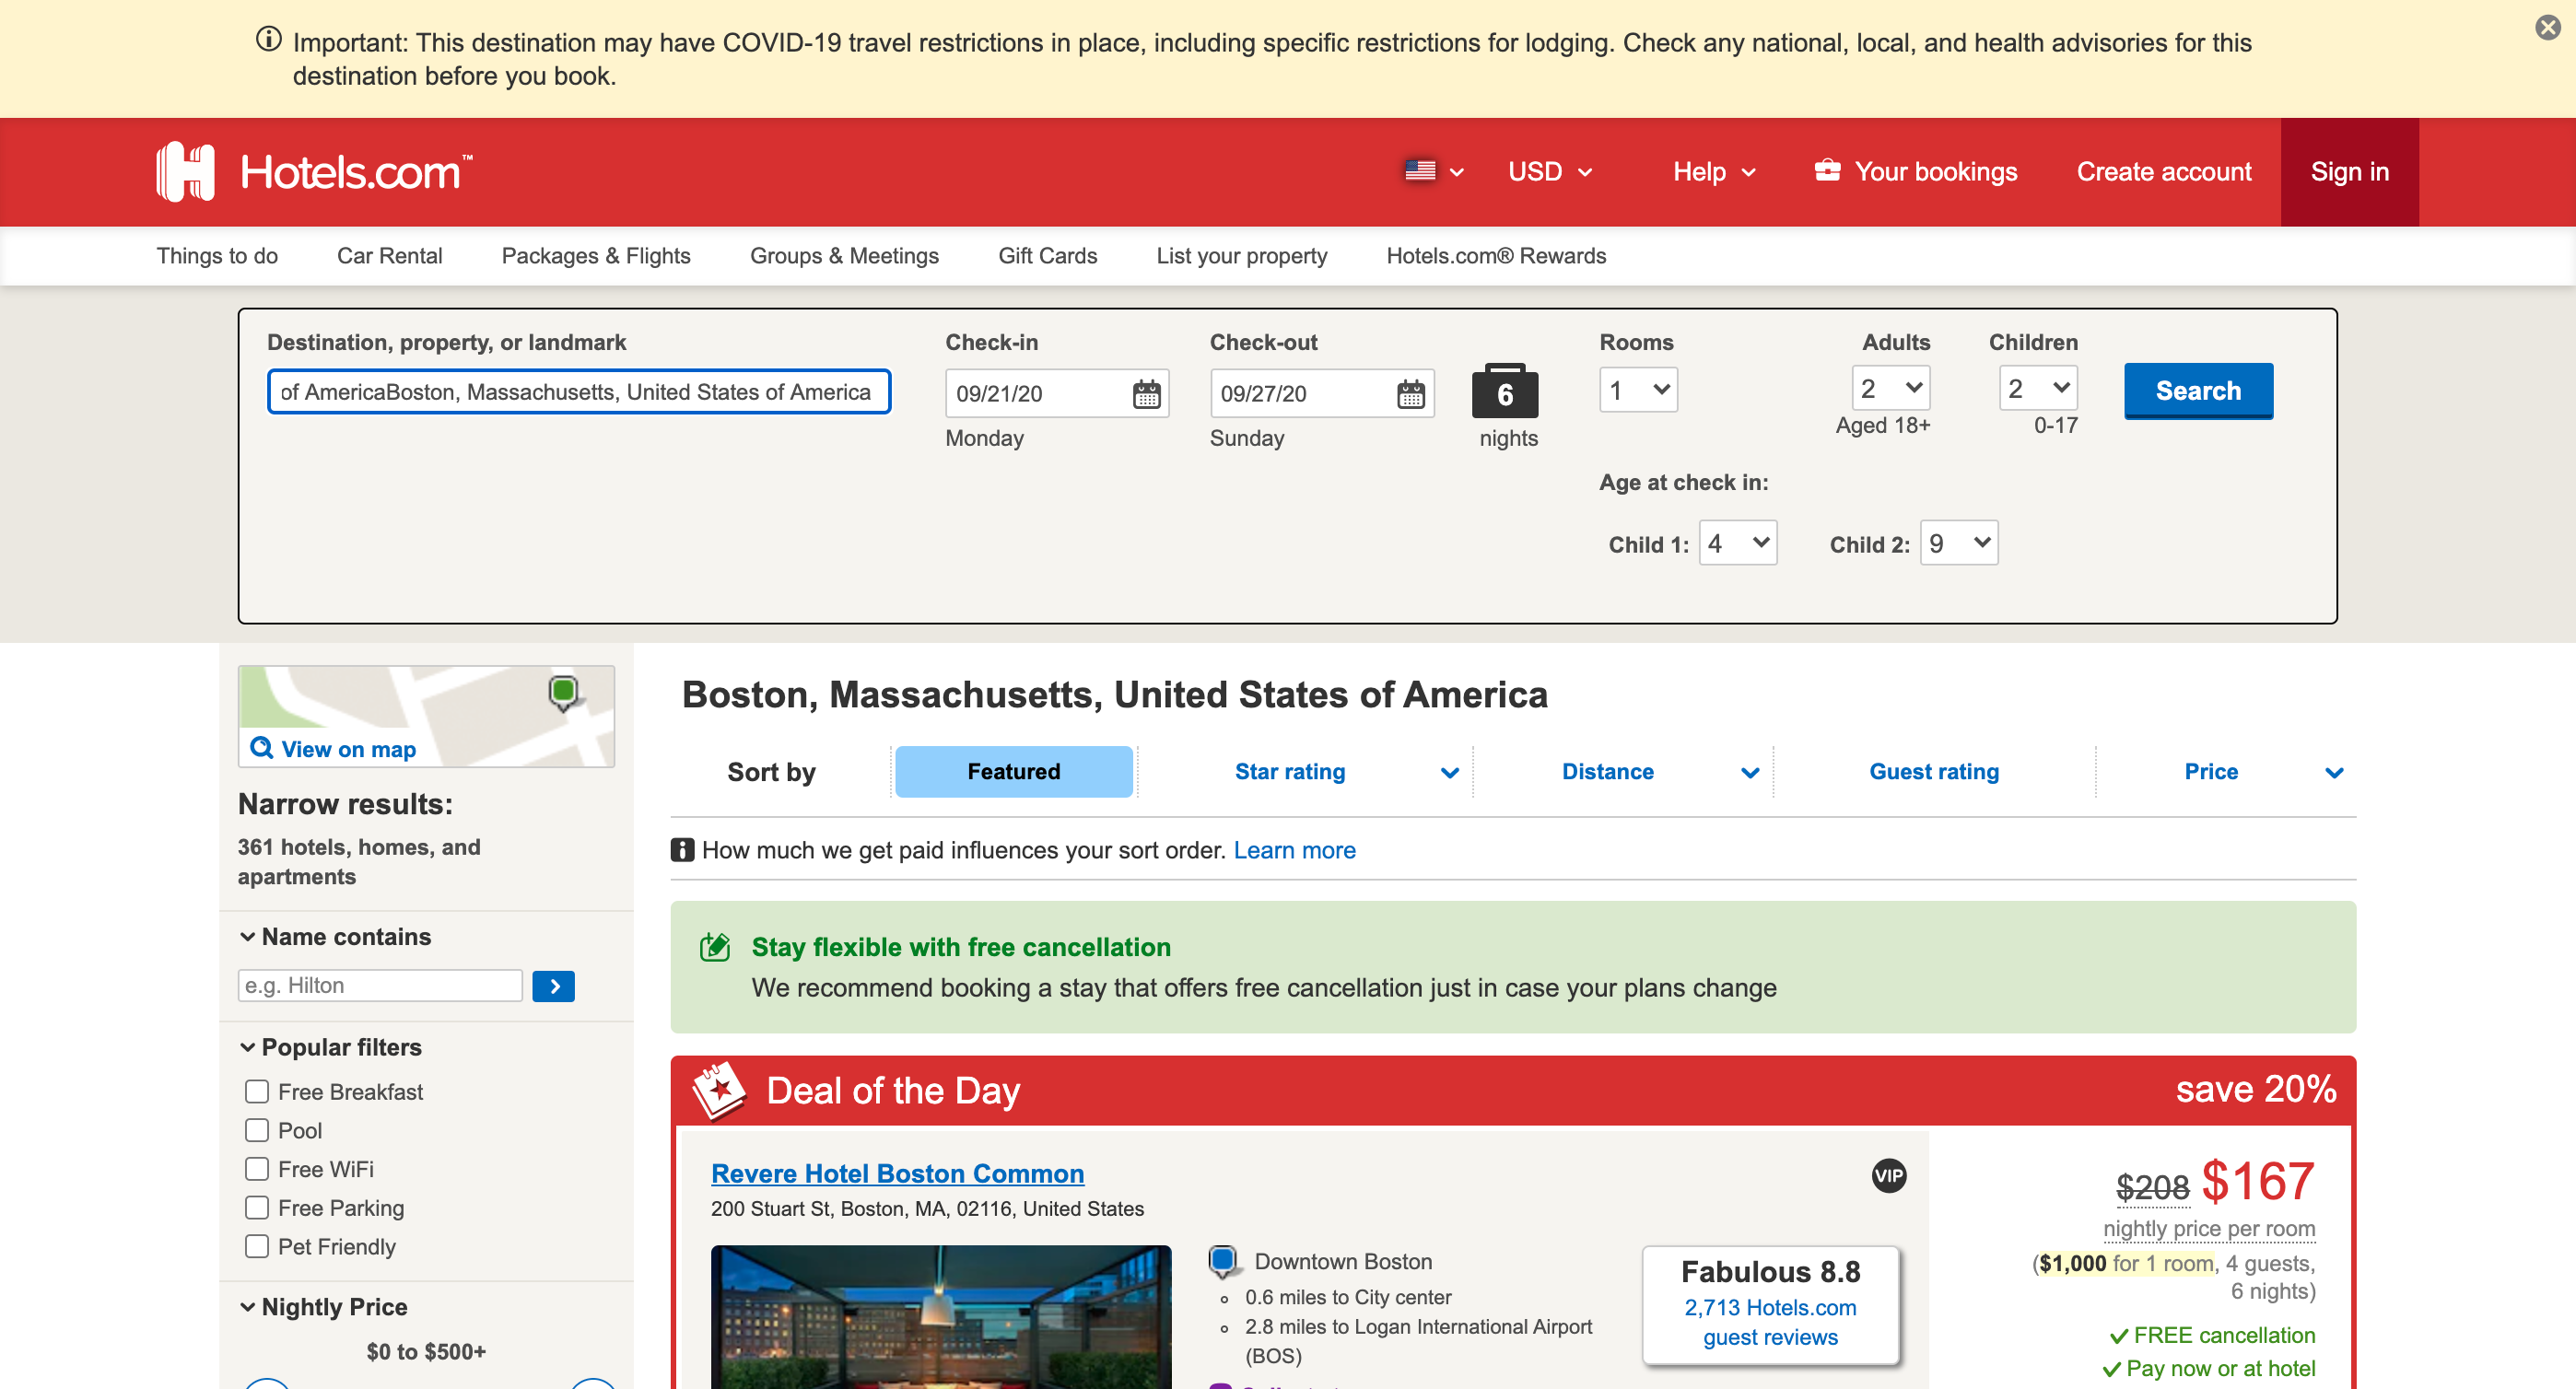 Important: This destination may have COVID-19 travel restrictions in place, including specific restrictions for lodging. Check any national, local, and health advisories for this
destination before you book.
Hotels.com™
USD
Help
Your bookings
Create account
Sign in
Things to do
Car Rental
Packages & Flights
Groups & Meetings
Gift Cards
List your property
Hotels.com® Rewards
Destination, property, or landmark
of AmericaBoston, Massachusetts, United States of America
Check-in
09/21/20
Monday
Check-out
09/27/20
Sunday
6
nights
Rooms
1
Adults
2
Aged 18+
Children
2
0-17
Search
Age at check in:
Child 1: 4
Child 2: 9
View on map
Narrow results:
361 hotels, homes, and
apartments
Name contains
e.g. Hilton
Popular filters
Free Breakfast
Pool
Free WiFi
Free Parking
Pet Friendly
Nightly Price
$0 to $500+
Boston, Massachusetts, United States of America
Sort by
Featured
Star rating
Distance
Guest rating
Price
How much we get paid influences your sort order. Learn more
Stay flexible with free cancellation
We recommend booking a stay that offers free cancellation just in case your plans change
Deal of the Day
save 20%
Revere Hotel Boston Common
VIP
200 Stuart St, Boston, MA, 02116, United States
Downtown Boston
0.6 miles to City center
2.8 miles to Logan International Airport
(BOS)
Fabulous 8.8
2,713 Hotels.com
guest reviews
$208 $167
nightly price per room
($1,000 for 1 room, 4 guests,
6 nights)
FREE cancellation
Pay now or at hotel